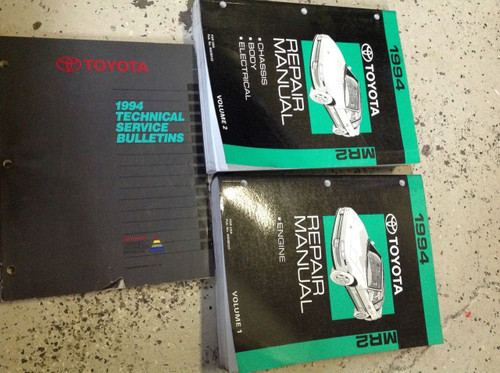 TOYOTA
1994
TECHNICAL
SERVICE
BULLETINS
1994
TOYOTA
REPAIR
MANUAL
• CHASSIS
• BODY
• ELECTRICAL
VOLUME 2
MR2
1994
TOYOTA
REPAIR
MANUAL
• ENGINE
VOLUME 1
MR2